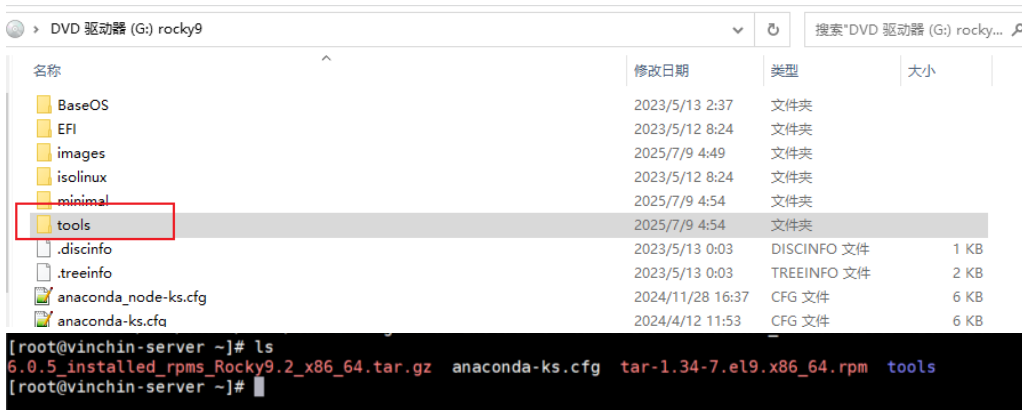 DVD 驱动器 (G:) rocky9 搜索"DVD 驱动器 (G:) rocky...
名称 修改日期 类型 大小
BaseOS 2023/5/13 2:37 文件夹
EFI 2023/5/12 8:24 文件夹
images 2025/7/9 4:49 文件夹
isolinux 2023/5/12 8:24 文件夹
minimal 2025/7/9 4:54 文件夹
tools 2025/7/9 4:54 文件夹
.discinfo 2023/5/13 0:03 DISCINFO 文件 1 KB
.treeinfo 2023/5/13 0:03 TREEINFO 文件 2 KB
anaconda_node-ks.cfg 2024/11/28 16:37 CFG 文件 6 KB
anaconda-ks.cfg 2024/4/12 11:53 CFG 文件 6 KB
[root@vinchin-server ~]# ls
6.0.5_installed_rpms_Rocky9.2_x86_64.tar.gz anaconda-ks.cfg tar-1.34-7.el9.x86_64.rpm tools
[root@vinchin-server ~]#